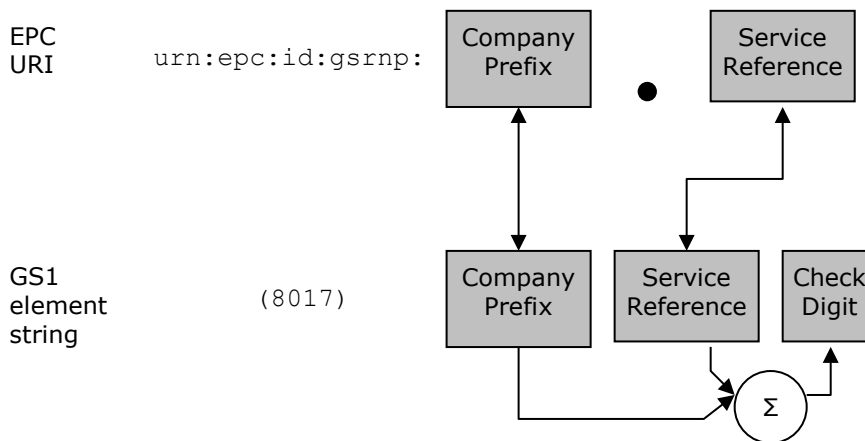 EPC
URI
urn:epc:id:gsrnp:
Company
Prefix
Service
Reference
GS1
element
string
(8017)
Company
Prefix
Service
Reference
Check
Digit
Σ